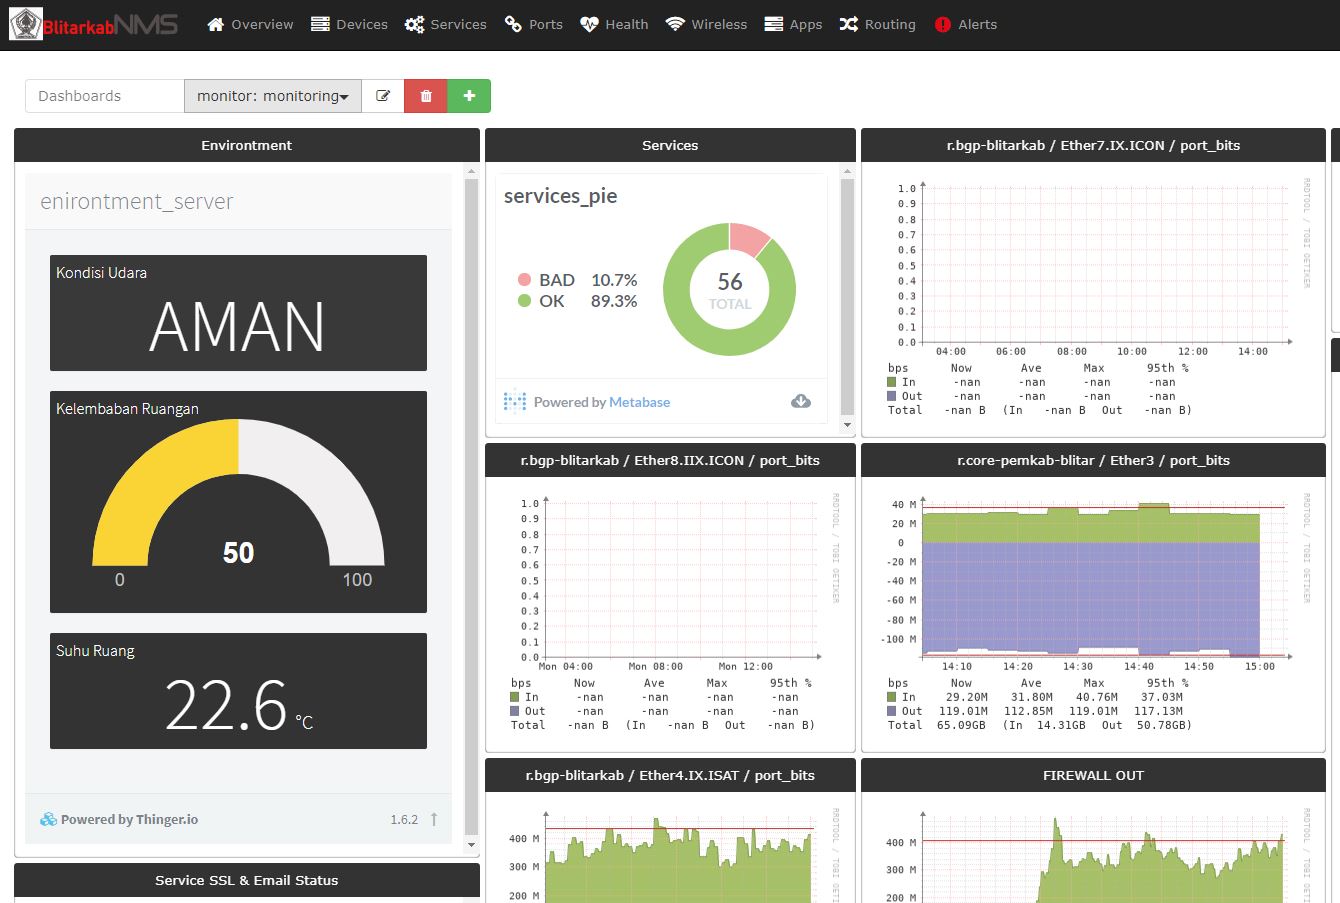 BlitarkabNMS Overview Devices Services Ports Health Wireless Apps Routing Alerts
Dashboards monitor: monitoring
Environtment
enirontment_server
Kondisi Udara
AMAN
Kelembaban Ruangan
50
0 100
Suhu Ruang
22.6 °C
Powered by Thinger.io 1.6.2
Service SSL & Email Status
Services
services_pie
BAD 10.7%
OK 89.3%
56
TOTAL
Powered by Metabase
r.bgp-blitarkab / Ether7.IX.ICON / port_bits
RRDTOOL / TOBI OETIKER
1.0
0.9
0.8
0.7
0.6
0.5
0.4
0.3
0.2
0.1
0.0
04:00 06:00 08:00 10:00 12:00 14:00
bps Now Ave Max 95th %
In -nan -nan -nan -nan
Out -nan -nan -nan -nan
Total -nan B (In -nan B Out -nan B)
r.bgp-blitarkab / Ether8.IIX.ICON / port_bits
RRDTOOL / TOBI OETIKER
1.0
0.9
0.8
0.7
0.6
0.5
0.4
0.3
0.2
0.1
0.0
Mon 04:00 Mon 08:00 Mon 12:00
bps Now Ave Max 95th %
In -nan -nan -nan -nan
Out -nan -nan -nan -nan
Total -nan B (In -nan B Out -nan B)
r.core-pemkab-blitar / Ether3 / port_bits
RRDTOOL / TOBI OETIKER
40 M
20 M
0
-20 M
-40 M
-60 M
-80 M
-100 M
14:10 14:20 14:30 14:40 14:50 15:00
bps Now Ave Max 95th %
In 29.20M 31.80M 40.76M 37.03M
Out 119.01M 112.85M 119.01M 117.13M
Total 65.09GB (In 14.31GB Out 50.78GB)
r.bgp-blitarkab / Ether4.IX.ISAT / port_bits
RRDTOOL / TOBI OETIKER
400 M
300 M
200 M
FIREWALL OUT
RRDTOOL / TOBI OETIKER
400 M
300 M
200 M